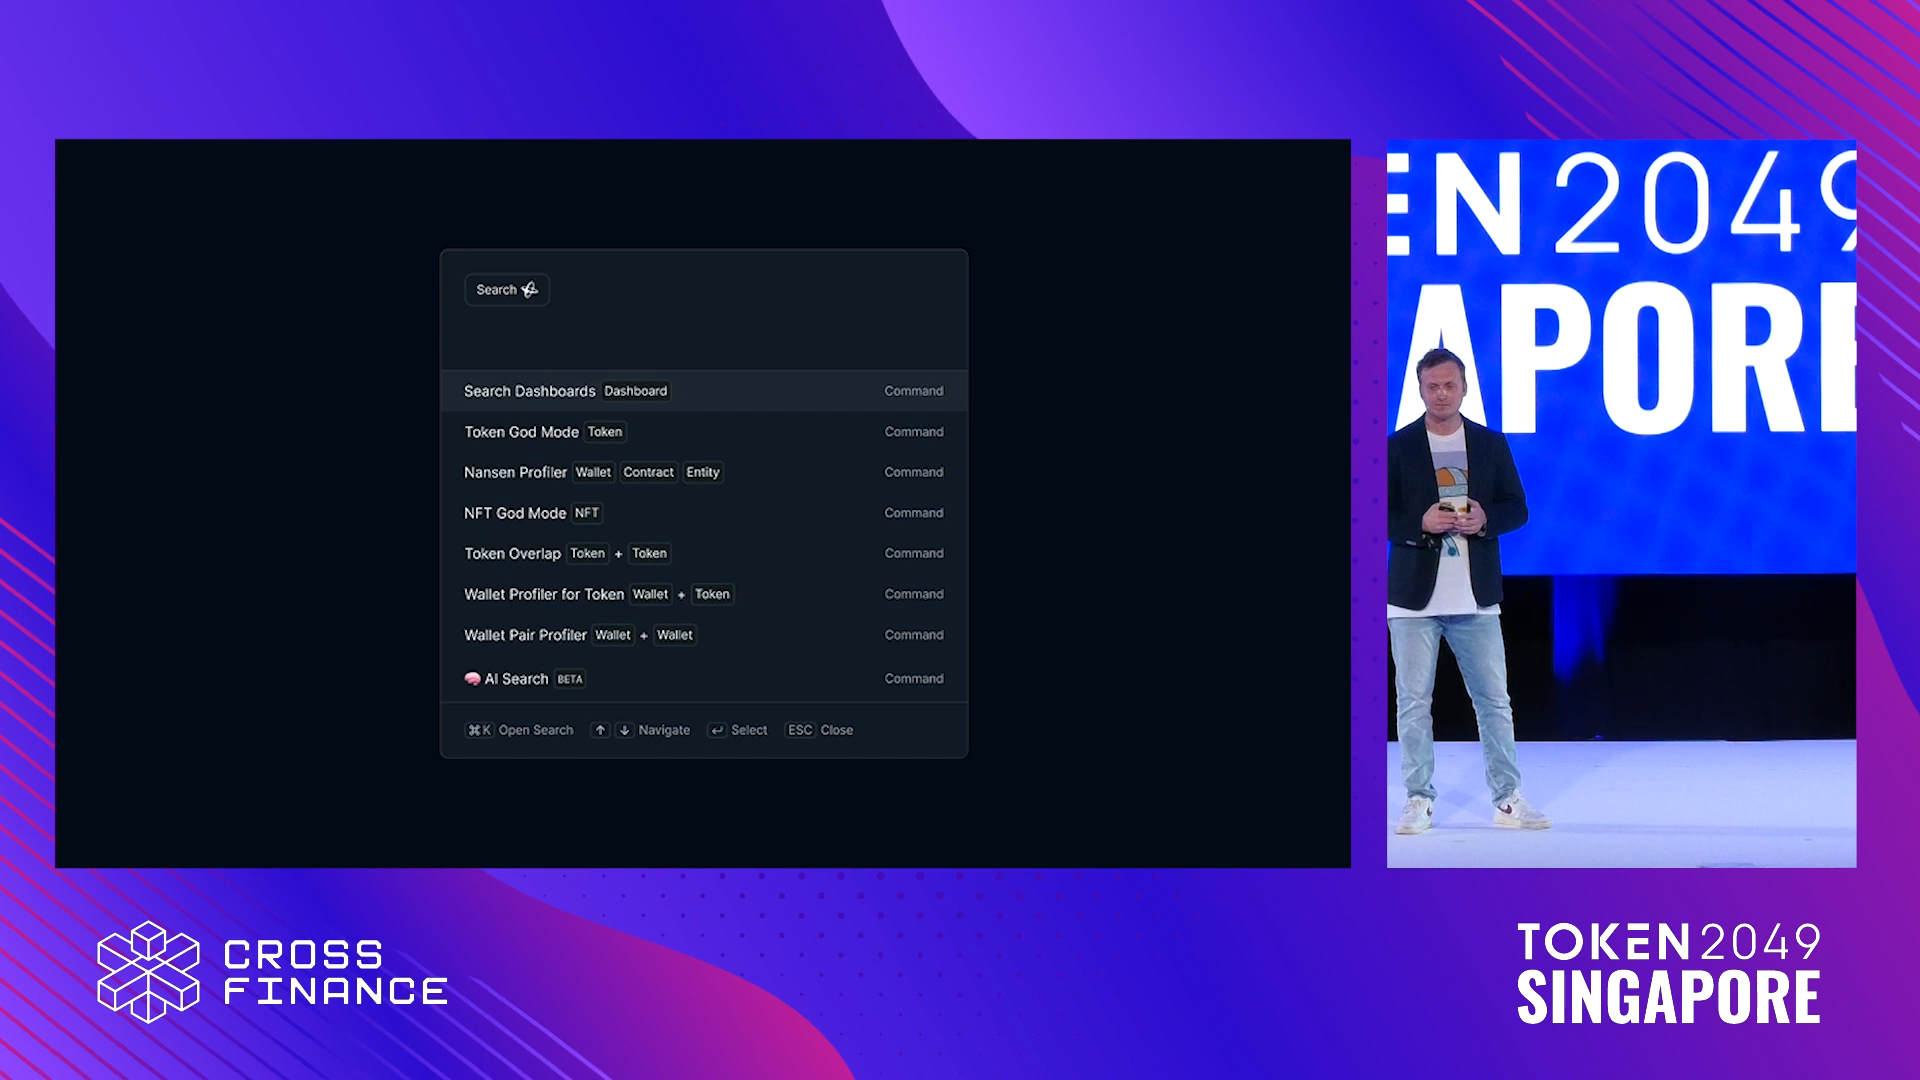 Search
Search Dashboards Dashboard Command
Token God Mode Token Command
Nansen Profiler Wallet Contract Entity Command
NFT God Mode NFT Command
Token Overlap Token + Token Command
Wallet Profiler for Token Wallet + Token Command
Wallet Pair Profiler Wallet + Wallet Command
AI Search BETA Command
⌘K Open Search ↑ ↓ Navigate ↵ Select ESC Close
EN2049
APORE
CROSS
FINANCE
TOKEN2049
SINGAPORE